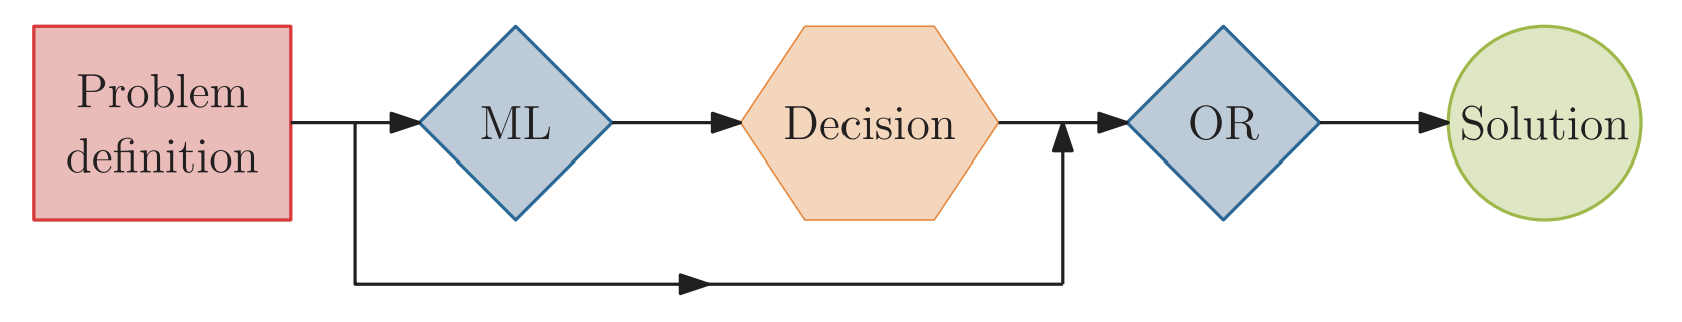 Problem
definition
ML
Decision
OR
Solution